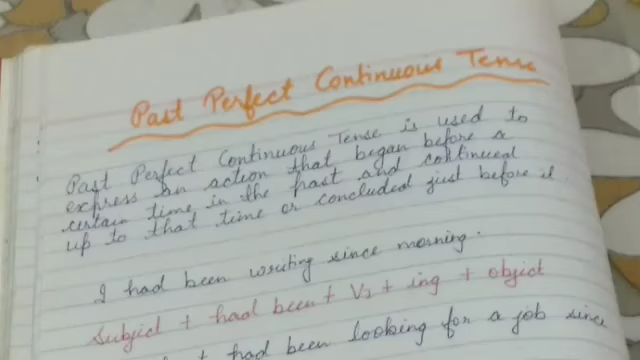 Past Perfect Continuous Tense
Past Perfect Continuous Tense is used to
express an action that began before a
certain time in the past and continued
up to that time or concluded just before it.
I had been writing since morning.
Subject + had been + V1 + ing + object
had been looking for a job since